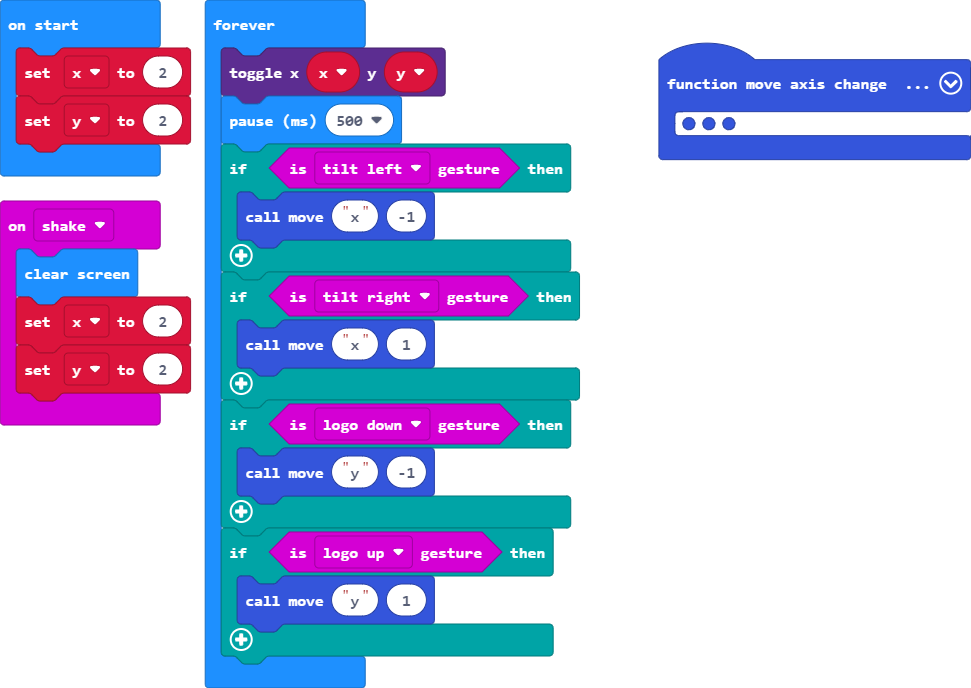 on start
set x to 2
set y to 2
on shake
clear screen
set x to 2
set y to 2
forever
toggle x x y y
pause (ms) 500
if is tilt left gesture then
call move "x" -1
if is tilt right gesture then
call move "x" 1
if is logo down gesture then
call move "y" -1
if is logo up gesture then
call move "y" 1
function move axis change ...